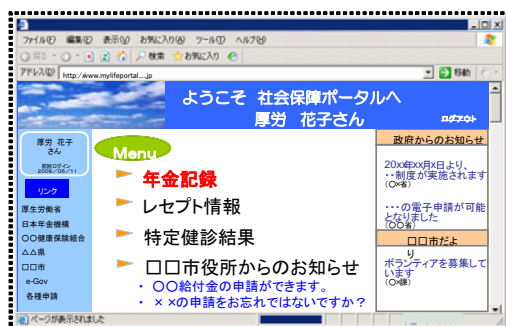 ファイル(F) 編集(E) 表示(V) お気に入り(A) ツール(T) ヘルプ(H)
戻る 検索 お気に入り
アドレス(D) http://www.mylifeportal....jp 移動
ようこそ 社会保障ポータルへ
厚労 花子さん
ログアウト
厚労 花子
さん
前回ログイン
2008/06/11
リンク
厚生労働省
日本年金機構
〇〇健康保険組合
△△県
□□市
e-Gov
各種申請
Menu
年金記録
レセプト情報
特定健診結果
□□市役所からのお知らせ
・ 〇〇給付金の申請ができます。
・ ××の申請をお忘れではないですか？
政府からのお知らせ
20xx年xx月x日より、
・・制度が実施されます
(〇×省)
・・・の電子申請が可能
となりました
(〇〇省)
□□市だよ
り
ボランティアを募集して
います
(〇×課)
ページが表示されました